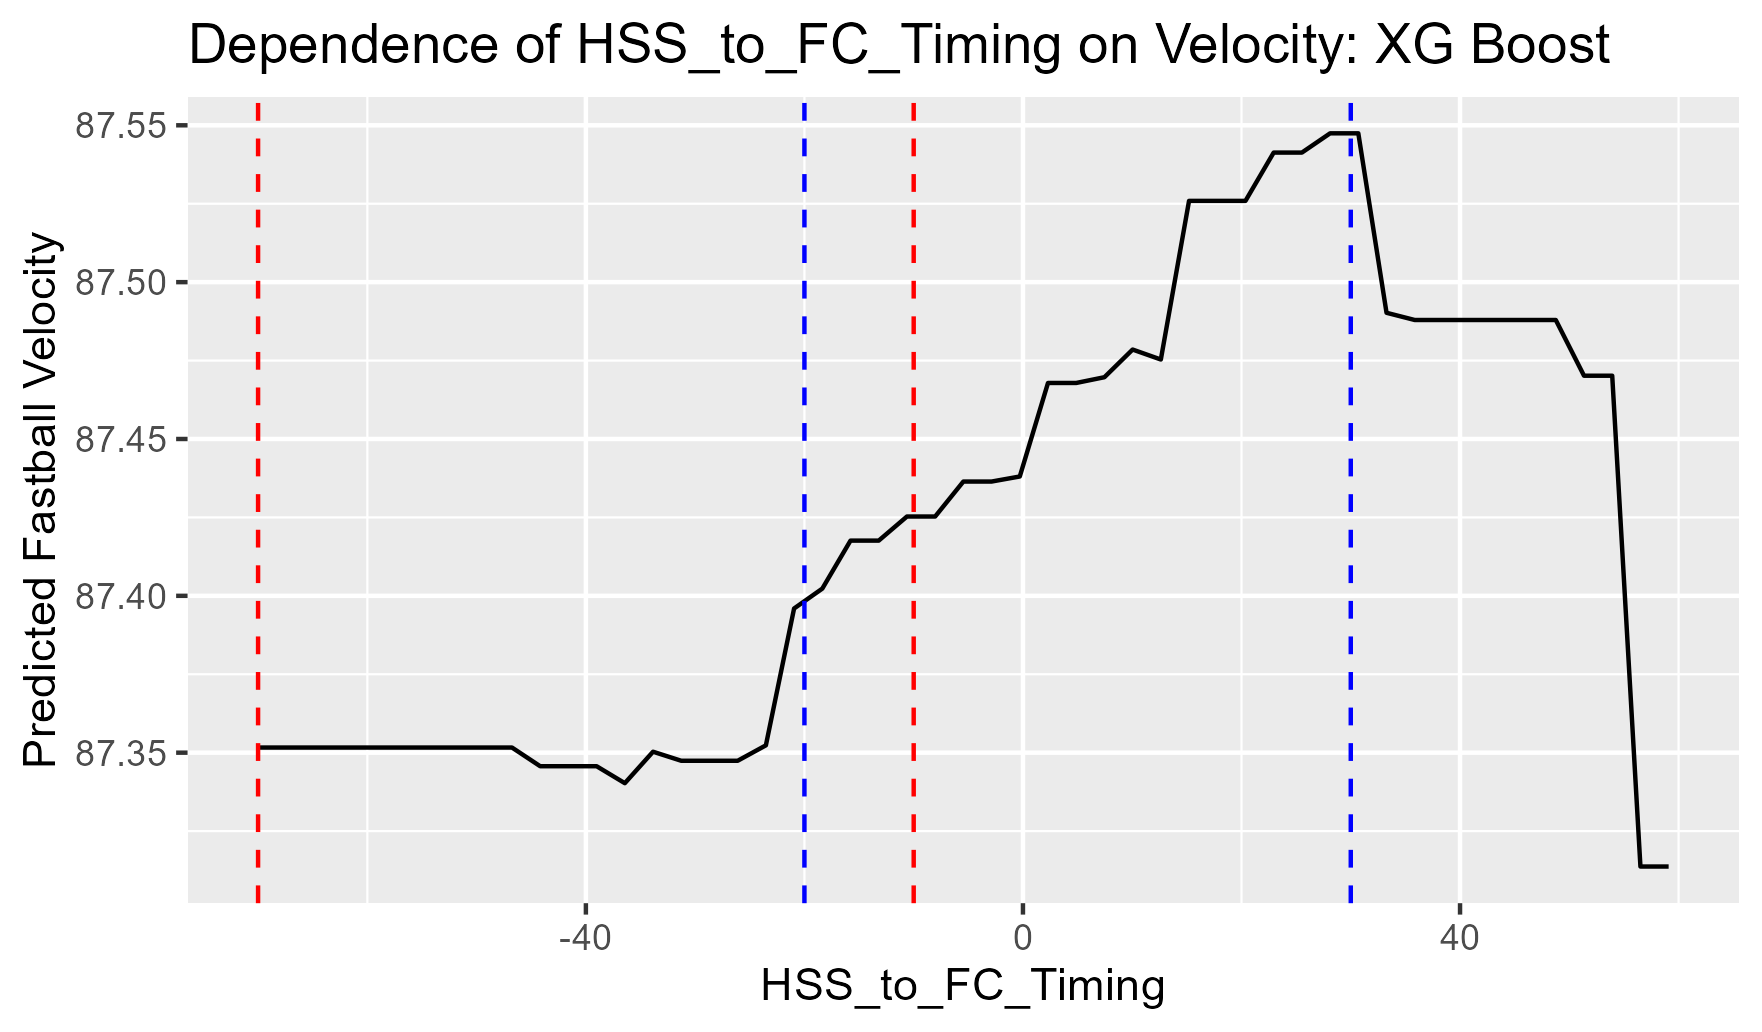 Dependence of HSS_to_FC_Timing on Velocity: XG Boost
Predicted Fastball Velocity
87.55
87.50
87.45
87.40
87.35
-40 0 40
HSS_to_FC_Timing